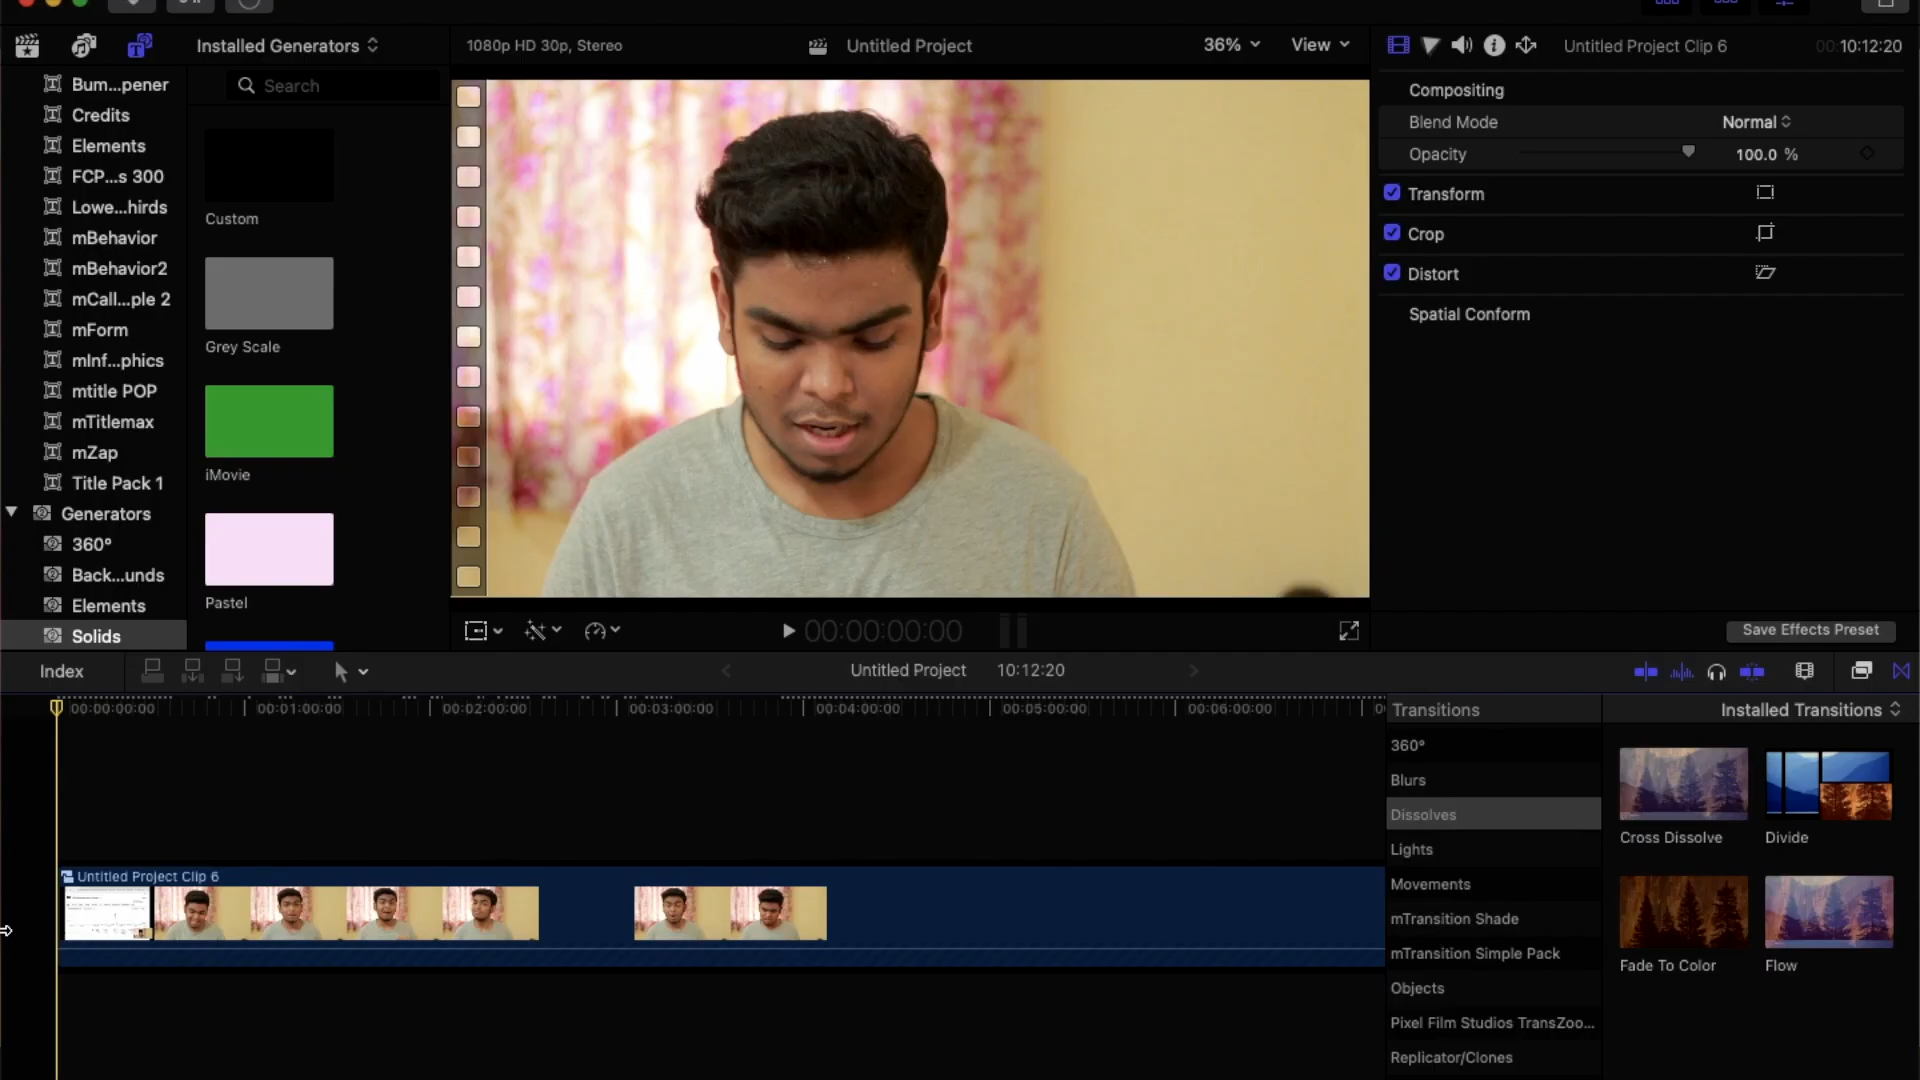 Installed Generators
1080p HD 30p, Stereo
Untitled Project
36%
View
Untitled Project Clip 6
00:10:12:20
Bum...pener
Credits
Elements
FCP...s 300
Lowe...hirds
mBehavior
mBehavior2
mCall...ple 2
mForm
mInf...phics
mtitle POP
mTitlemax
mZap
Title Pack 1
Generators
360°
Back...unds
Elements
Solids
Search
Custom
Grey Scale
iMovie
Pastel
00:00:00:00
Compositing
Blend Mode
Normal
Opacity
100.0 %
Transform
Crop
Distort
Spatial Conform
Save Effects Preset
Index
Untitled Project
10:12:20
00:00:00:00
00:01:00:00
00:02:00:00
00:03:00:00
00:04:00:00
00:05:00:00
00:06:00:00
Untitled Project Clip 6
Transitions
360°
Blurs
Dissolves
Lights
Movements
mTransition Shade
mTransition Simple Pack
Objects
Pixel Film Studios TransZoo...
Replicator/Clones
Installed Transitions
Cross Dissolve
Divide
Fade To Color
Flow